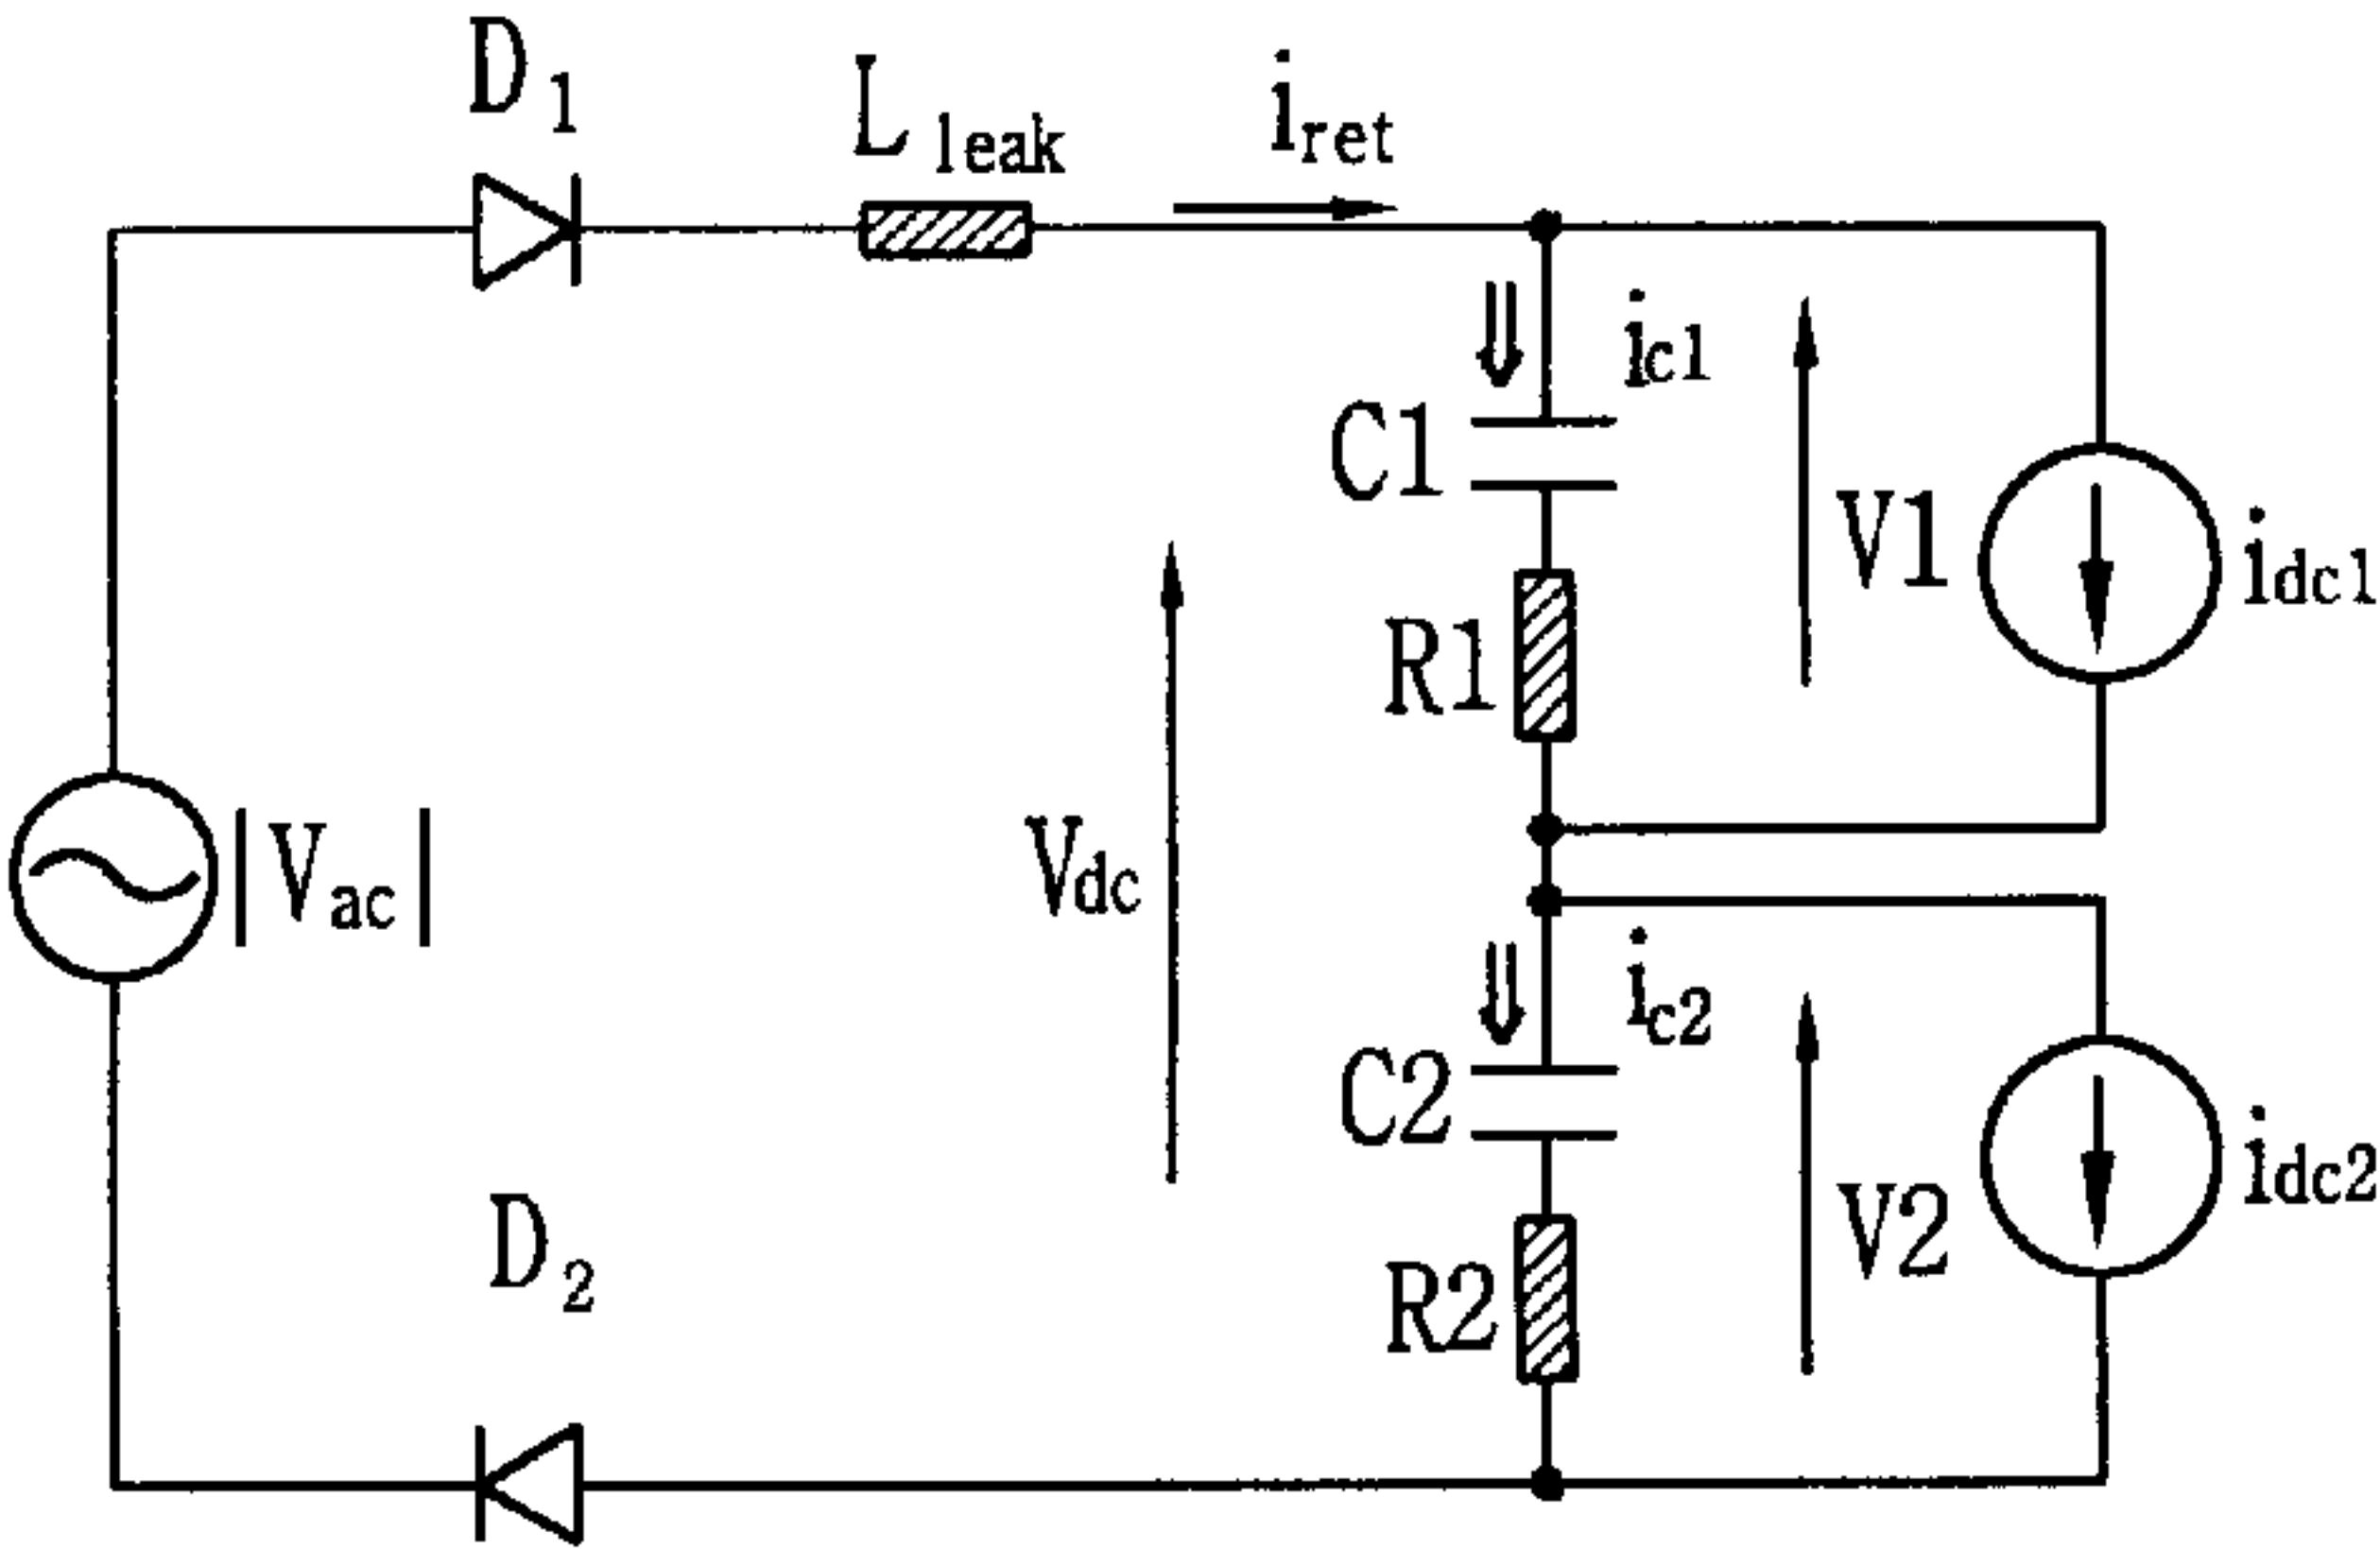 D1
Lleak
iret
ic1
C1
V1
idc1
R1
|Vac|
Vdc
ic2
C2
V2
idc2
D2
R2